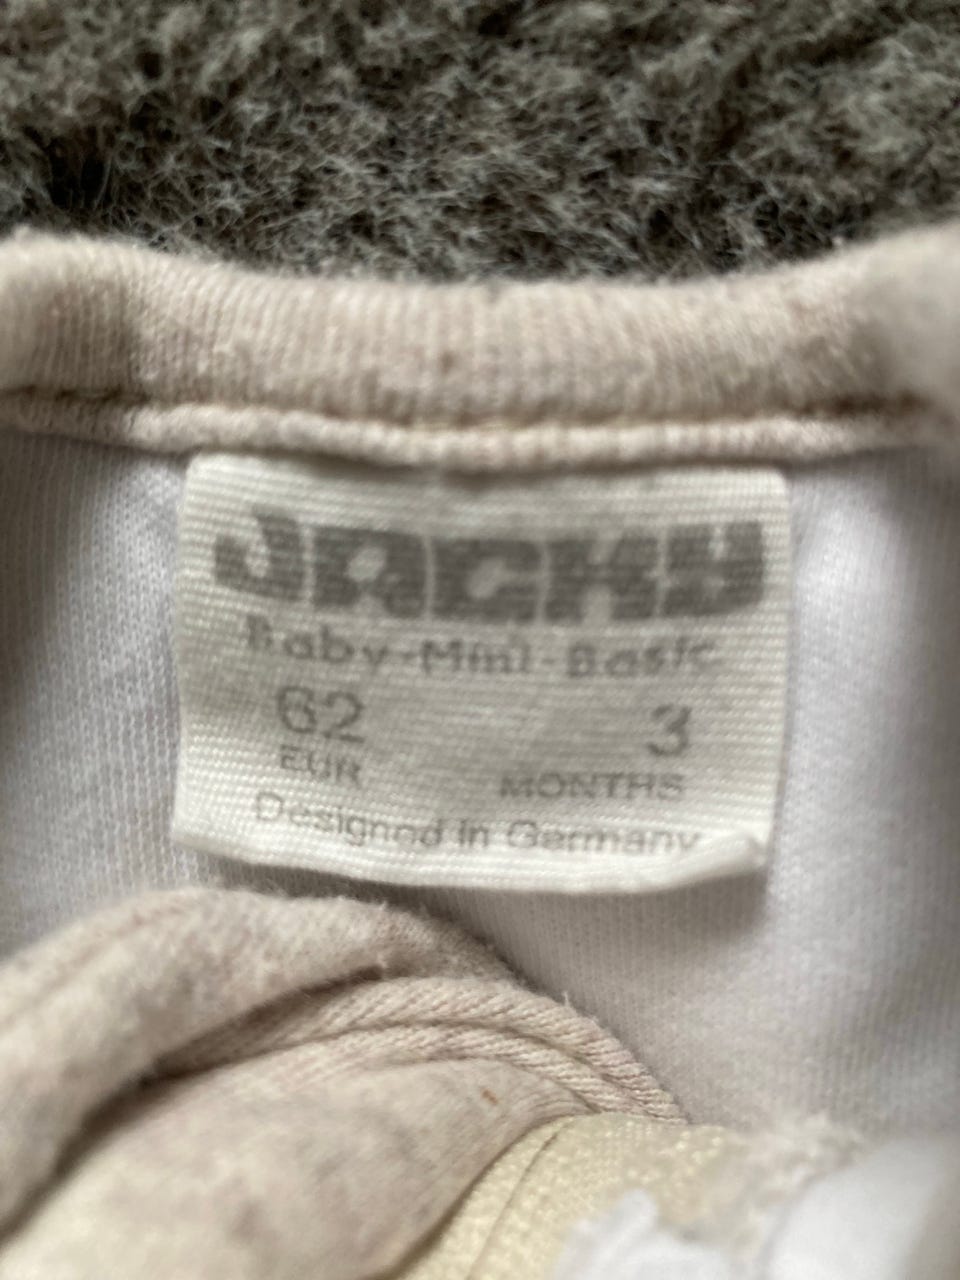 JACKY
Baby-Mini-Basic
62 3
EUR MONTHS
Designed in Germany